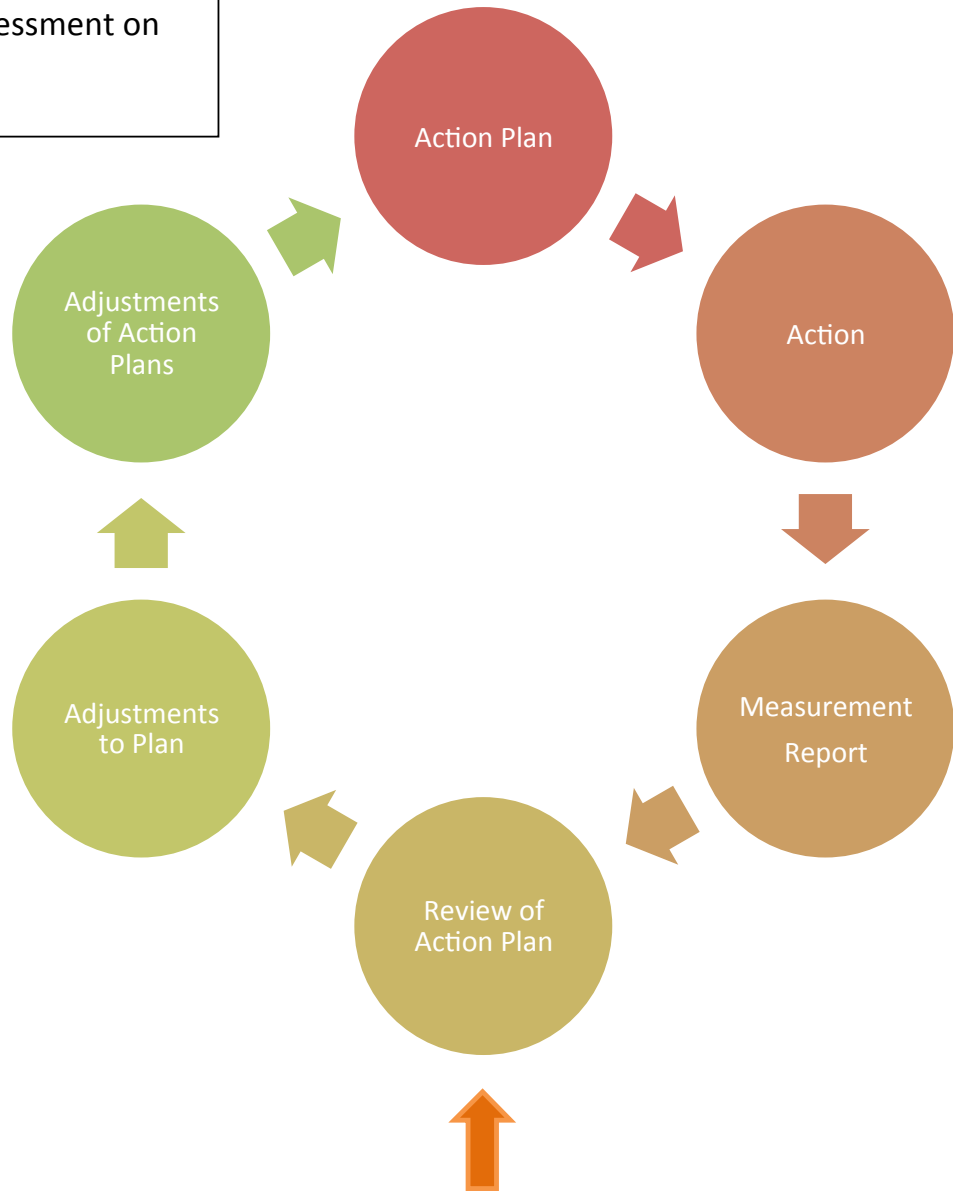 essment on
Action Plan
Action
Measurement
Report
Review of
Action Plan
Adjustments
to Plan
Adjustments
of Action
Plans